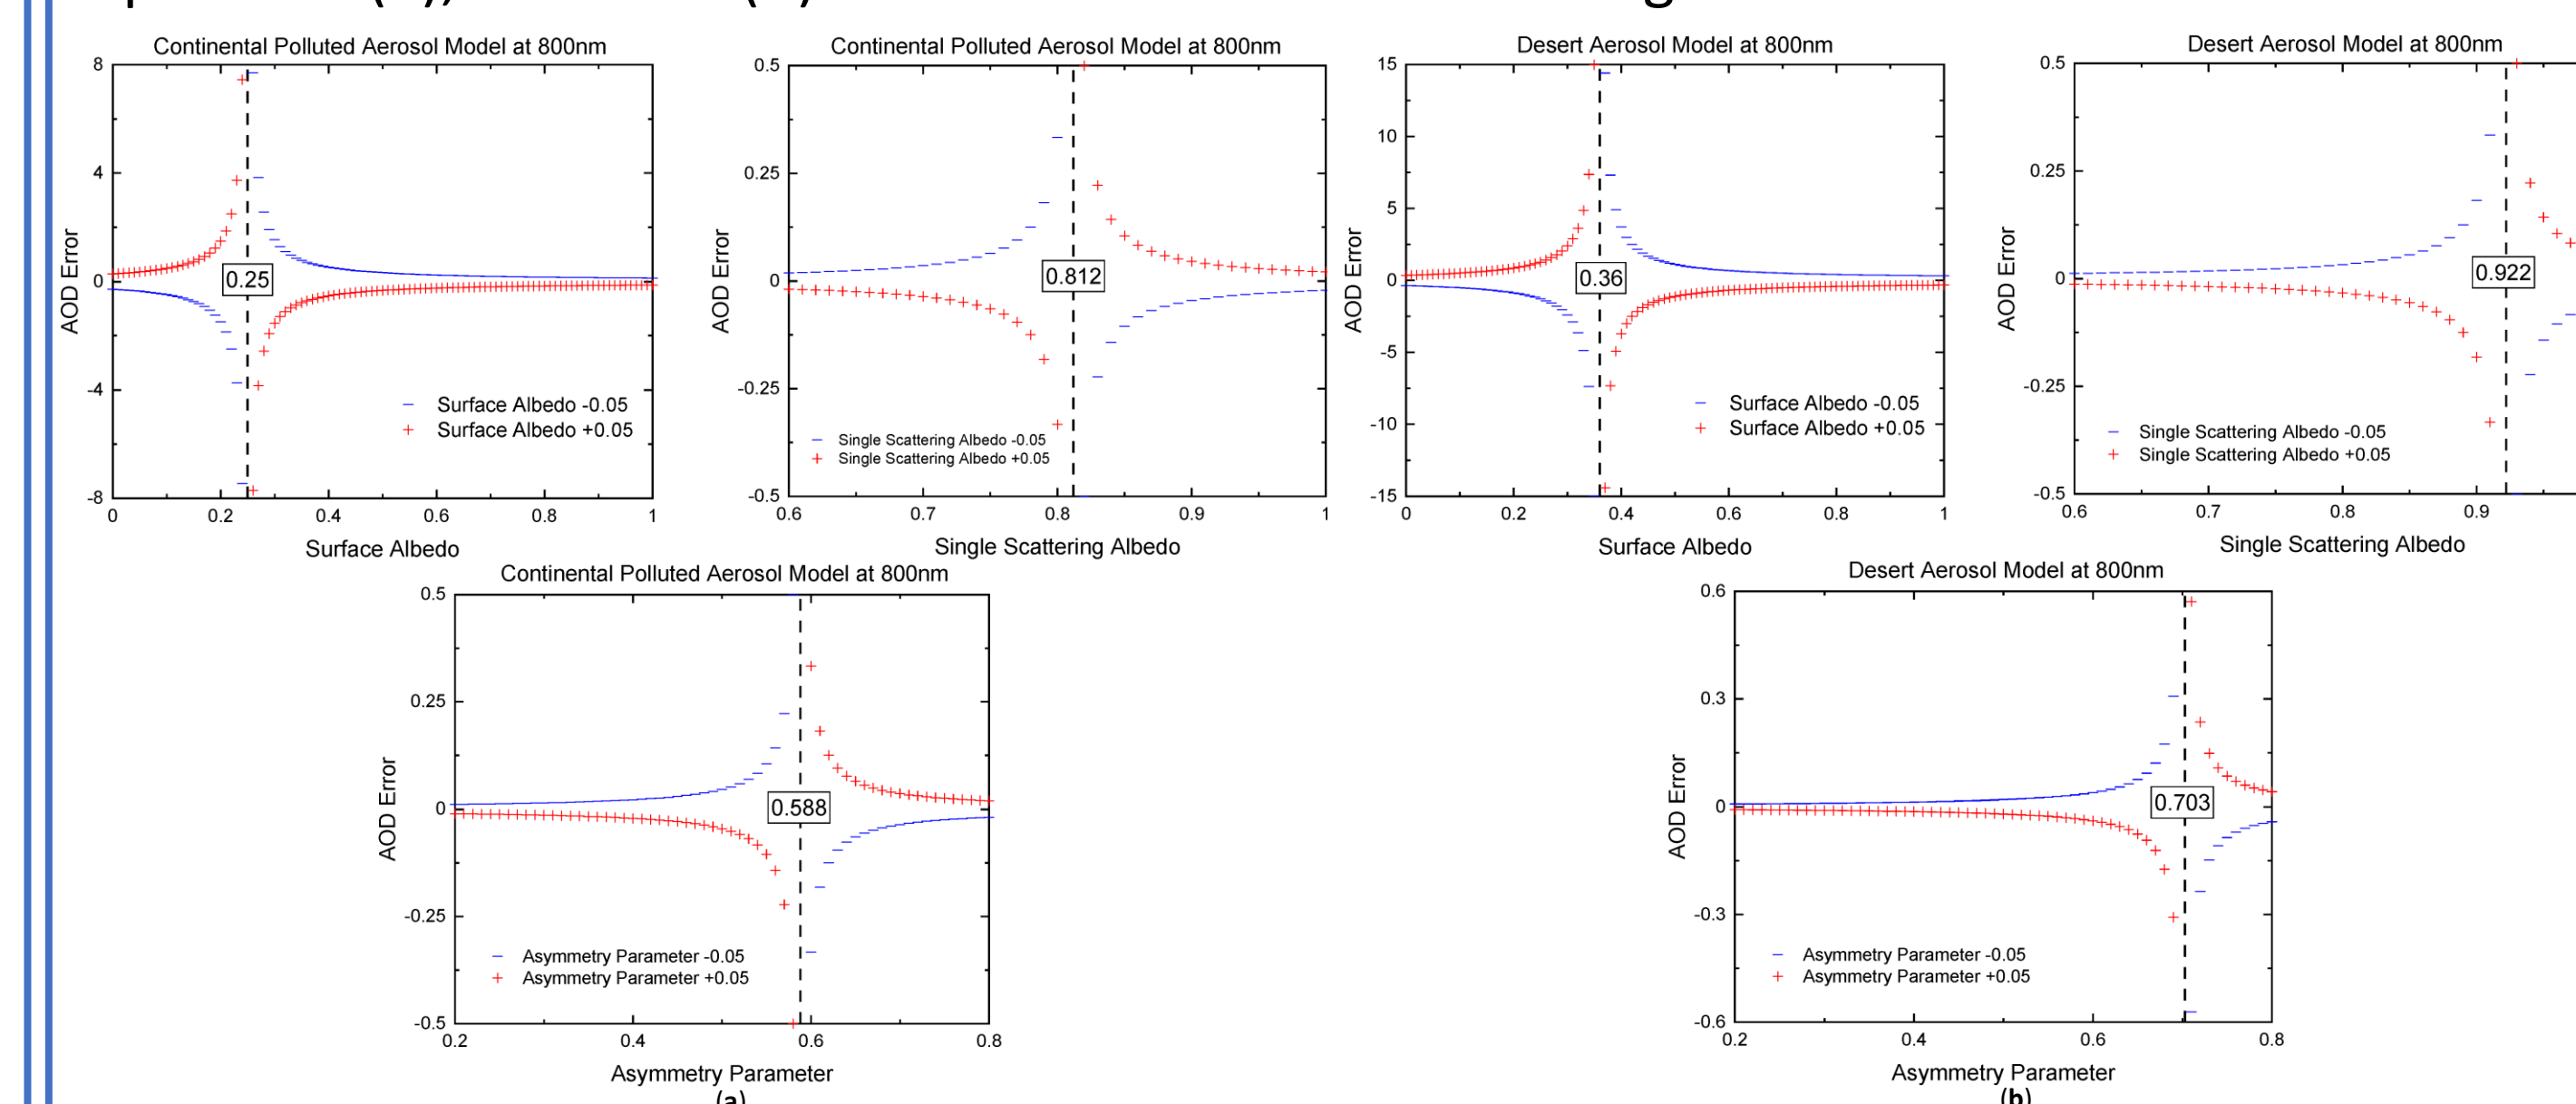 Continental Polluted Aerosol Model at 800nm
8
4
0
-4
-8
AOD Error
0.25
Surface Albedo -0.05
Surface Albedo +0.05
0 0.2 0.4 0.6 0.8 1
Surface Albedo
Continental Polluted Aerosol Model at 800nm
0.5
0.25
0
-0.25
-0.5
AOD Error
0.812
Single Scattering Albedo -0.05
Single Scattering Albedo +0.05
0.6 0.7 0.8 0.9 1
Single Scattering Albedo
Desert Aerosol Model at 800nm
15
10
5
0
-5
-10
-15
AOD Error
0.36
Surface Albedo -0.05
Surface Albedo +0.05
0 0.2 0.4 0.6 0.8 1
Surface Albedo
Desert Aerosol Model at 800nm
0.5
0.25
0
-0.25
-0.5
AOD Error
0.922
Single Scattering Albedo -0.05
Single Scattering Albedo +0.05
0.6 0.7 0.8 0.9
Single Scattering Albedo
Continental Polluted Aerosol Model at 800nm
0.5
0.25
0
-0.25
-0.5
AOD Error
0.588
Asymmetry Parameter -0.05
Asymmetry Parameter +0.05
0.2 0.4 0.6 0.8
Asymmetry Parameter
(a)
Desert Aerosol Model at 800nm
0.6
0.3
0
-0.3
-0.6
AOD Error
0.703
Asymmetry Parameter -0.05
Asymmetry Parameter +0.05
0.2 0.4 0.6 0.8
Asymmetry Parameter
(b)